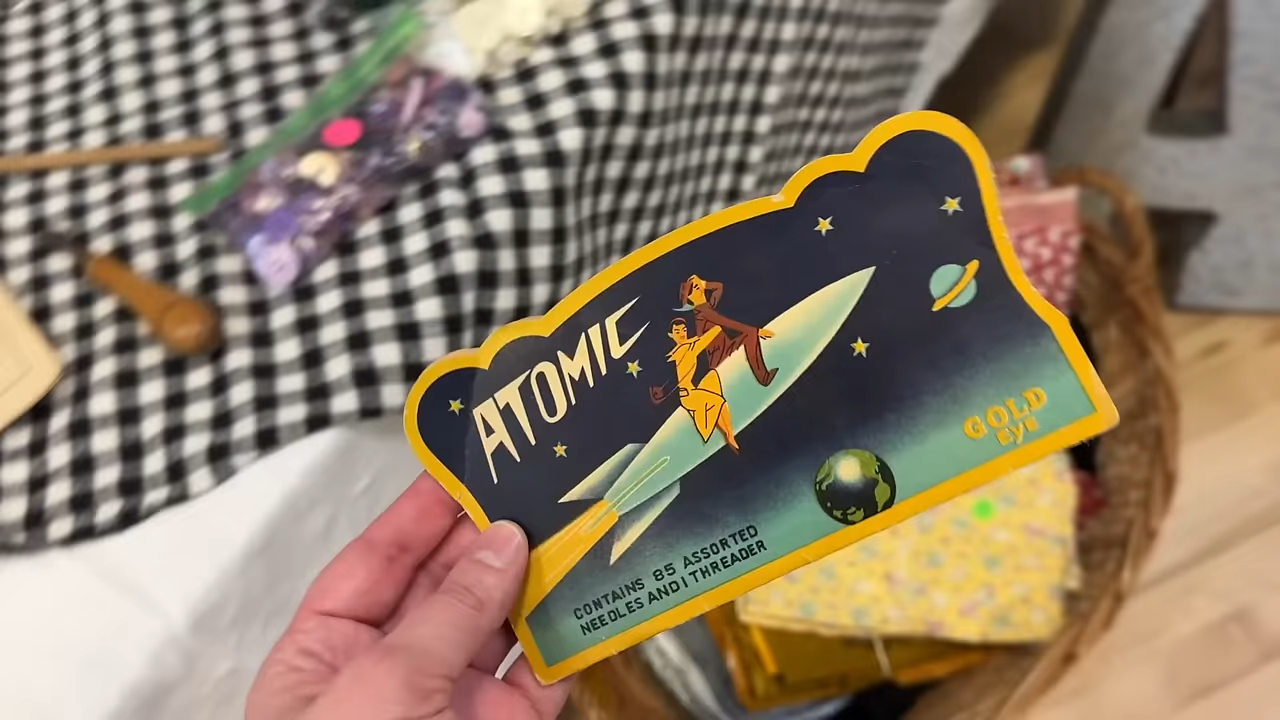 ATOMIC
GOLD
eye
CONTAINS 85 ASSORTED
NEEDLES AND 1 THREADER
A